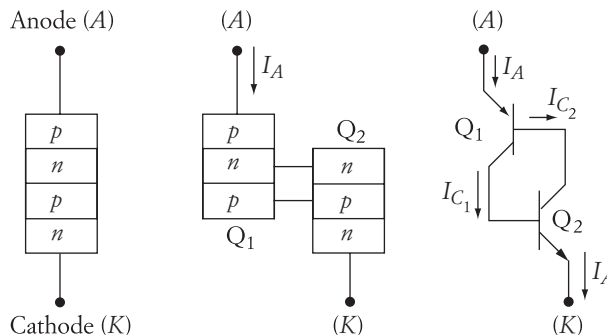 Anode (A)
p
n
p
n
Cathode (K)
(A)
I_A
p
n
p
Q1
Q2
n
p
n
(K)
(A)
I_A
Q1
I_C2
I_C1
Q2
I_A
(K)